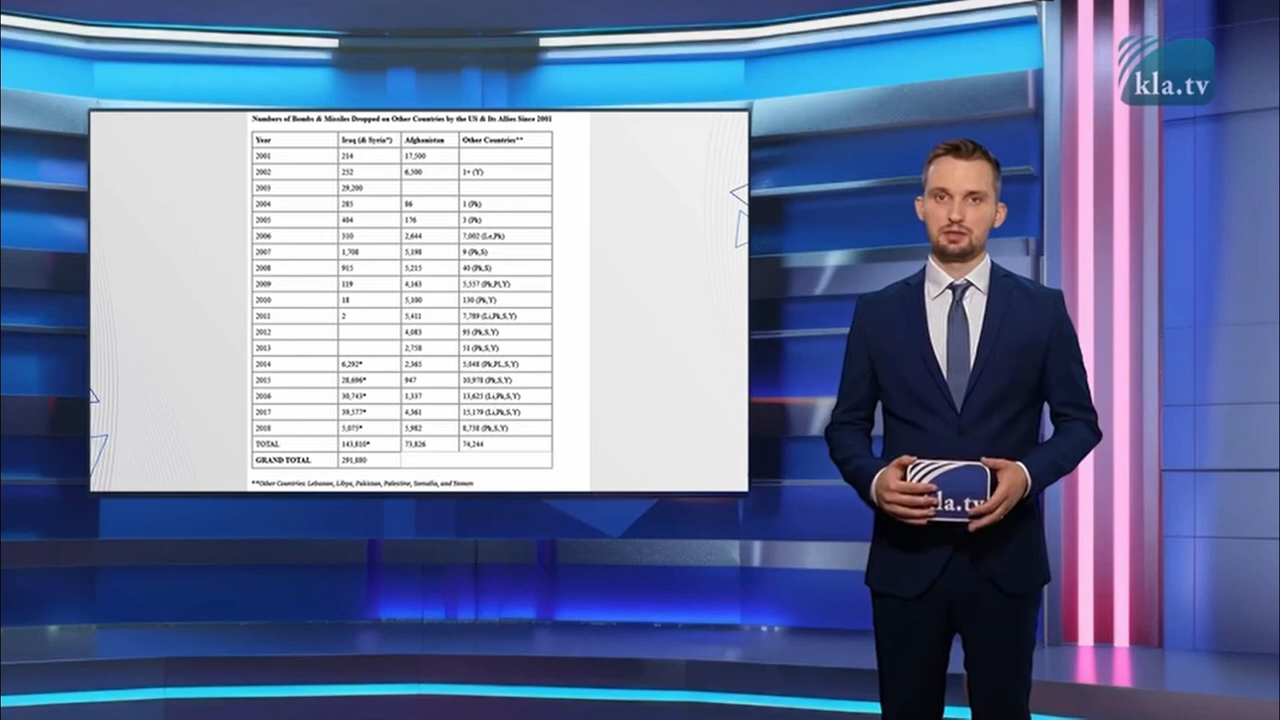 kla.tv
Numbers of Bombs & Missiles Dropped on Other Countries by the US & Its Allies Since 2001
Year Iraq (& Syria*) Afghanistan Other Countries**
2001 214 17,500
2002 252 6,500 1+ (Y)
2003 29,200
2004 285 86 1 (Pk)
2005 404 176 3 (Pk)
2006 310 2,644 7,002 (Le,Pk)
2007 1,708 5,198 9 (Pk,S)
2008 915 5,215 40 (Pk,S)
2009 119 4,163 5,557 (Pk,Pl,Y)
2010 18 5,100 130 (Pk,Y)
2011 2 5,411 7,789 (Li,Pk,S,Y)
2012 4,083 93 (Pk,S,Y)
2013 2,758 51 (Pk,S,Y)
2014 6,292* 2,365 5,048 (Pk,PL,S,Y)
2015 28,696* 947 10,978 (Pk,S,Y)
2016 30,743* 1,337 13,625 (Li,Pk,S,Y)
2017 39,577* 4,361 15,179 (Li,Pk,S,Y)
2018 5,075* 5,982 8,738 (Pk,S,Y)
TOTAL 143,810* 73,826 74,244
GRAND TOTAL 291,880
**Other Countries: Lebanon, Libya, Pakistan, Palestine, Somalia, and Yemen
kla.tv